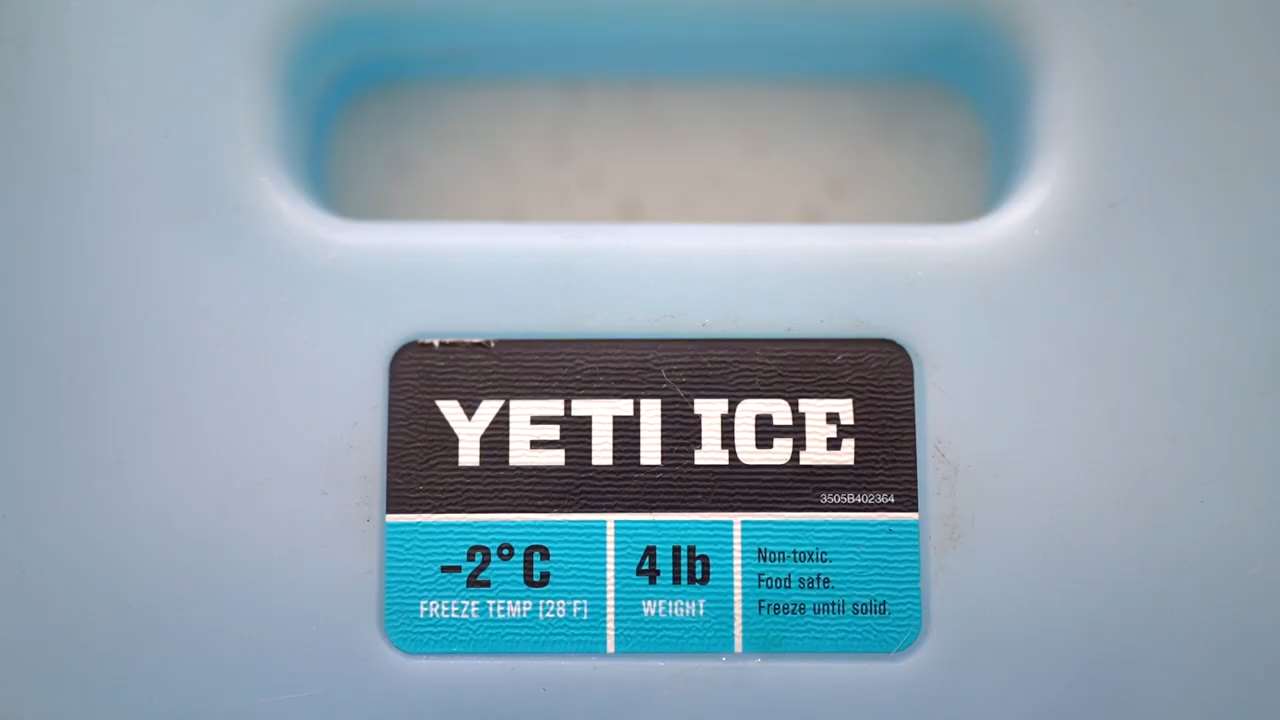 YETI ICE
3505B402364
-2°C
FREEZE TEMP [28°F]
4 lb
WEIGHT
Non-toxic.
Food safe.
Freeze until solid.